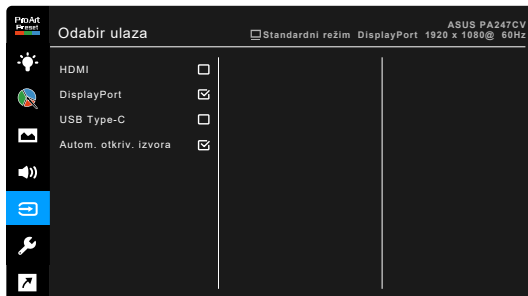 ProArt
Preset
Odabir ulaza
ASUS PA247CV
Standardni režim DisplayPort 1920 x 1080@ 60Hz
HDMI
DisplayPort
USB Type-C
Autom. otkriv. izvora